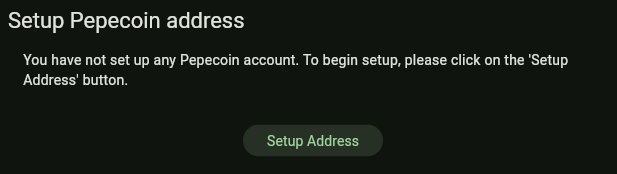 Setup Pepecoin address
You have not set up any Pepecoin account. To begin setup, please click on the 'Setup
Address' button.
Setup Address